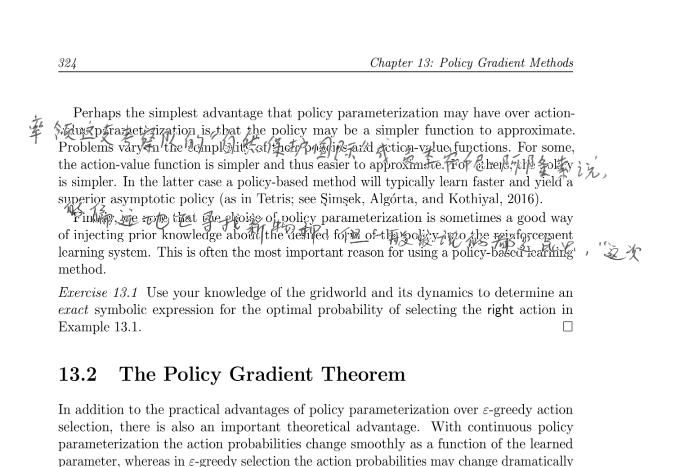 324
Chapter 13: Policy Gradient Methods
Perhaps the simplest advantage that policy parameterization may have over action-
value parameterization is that the policy may be a simpler function to approximate.
Problems vary in the complexity of their policies and action-value functions. For some,
the action-value function is simpler and thus easier to approximate. For others, the policy
is simpler. In the latter case a policy-based method will typically learn faster and yield a
superior asymptotic policy (as in Tetris; see Şimşek, Algórta, and Kothiyal, 2016).
Finally, we note that the choice of policy parameterization is sometimes a good way
of injecting prior knowledge about the desired form of the policy into the reinforcement
learning system. This is often the most important reason for using a policy-based learning
method.
率领这支考察队的
说,
,"这次
Exercise 13.1 Use your knowledge of the gridworld and its dynamics to determine an
exact symbolic expression for the optimal probability of selecting the right action in
Example 13.1. □
13.2 The Policy Gradient Theorem
In addition to the practical advantages of policy parameterization over ε-greedy action
selection, there is also an important theoretical advantage. With continuous policy
parameterization the action probabilities change smoothly as a function of the learned
parameter, whereas in ε-greedy selection the action probabilities may change dramatically